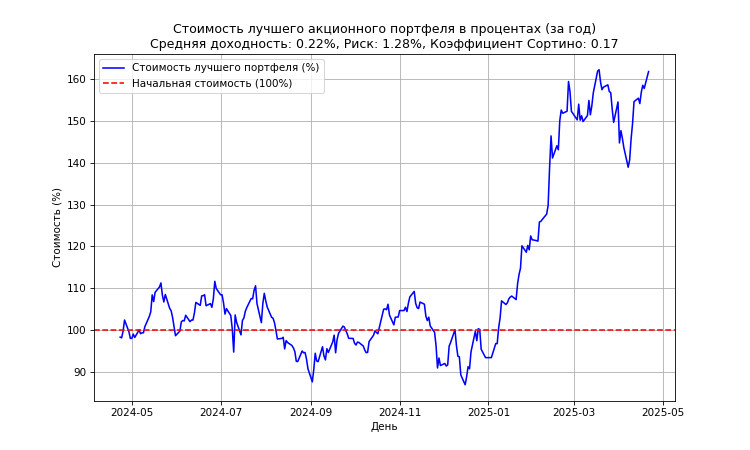 Стоимость лучшего акционного портфеля в процентах (за год)
Средняя доходность: 0.22%, Риск: 1.28%, Коэффициент Сортино: 0.17
Стоимость лучшего портфеля (%)
Начальная стоимость (100%)
Стоимость (%)
160
150
140
130
120
110
100
90
2024-05
2024-07
2024-09
2024-11
2025-01
2025-03
2025-05
День